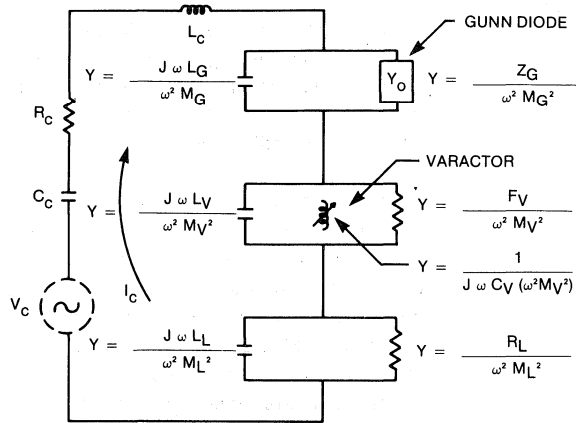 L_C
GUNN DIODE
Y = J ω L_G / ω² M_G
Y_O
Y = Z_G / ω² M_G²
R_C
VARACTOR
C_C
Y = J ω L_V / ω² M_V²
Y = F_V / ω² M_V²
Y = 1 / J ω C_V (ω²M_V²)
V_C
I_C
Y = J ω L_L / ω² M_L²
Y = R_L / ω² M_L²